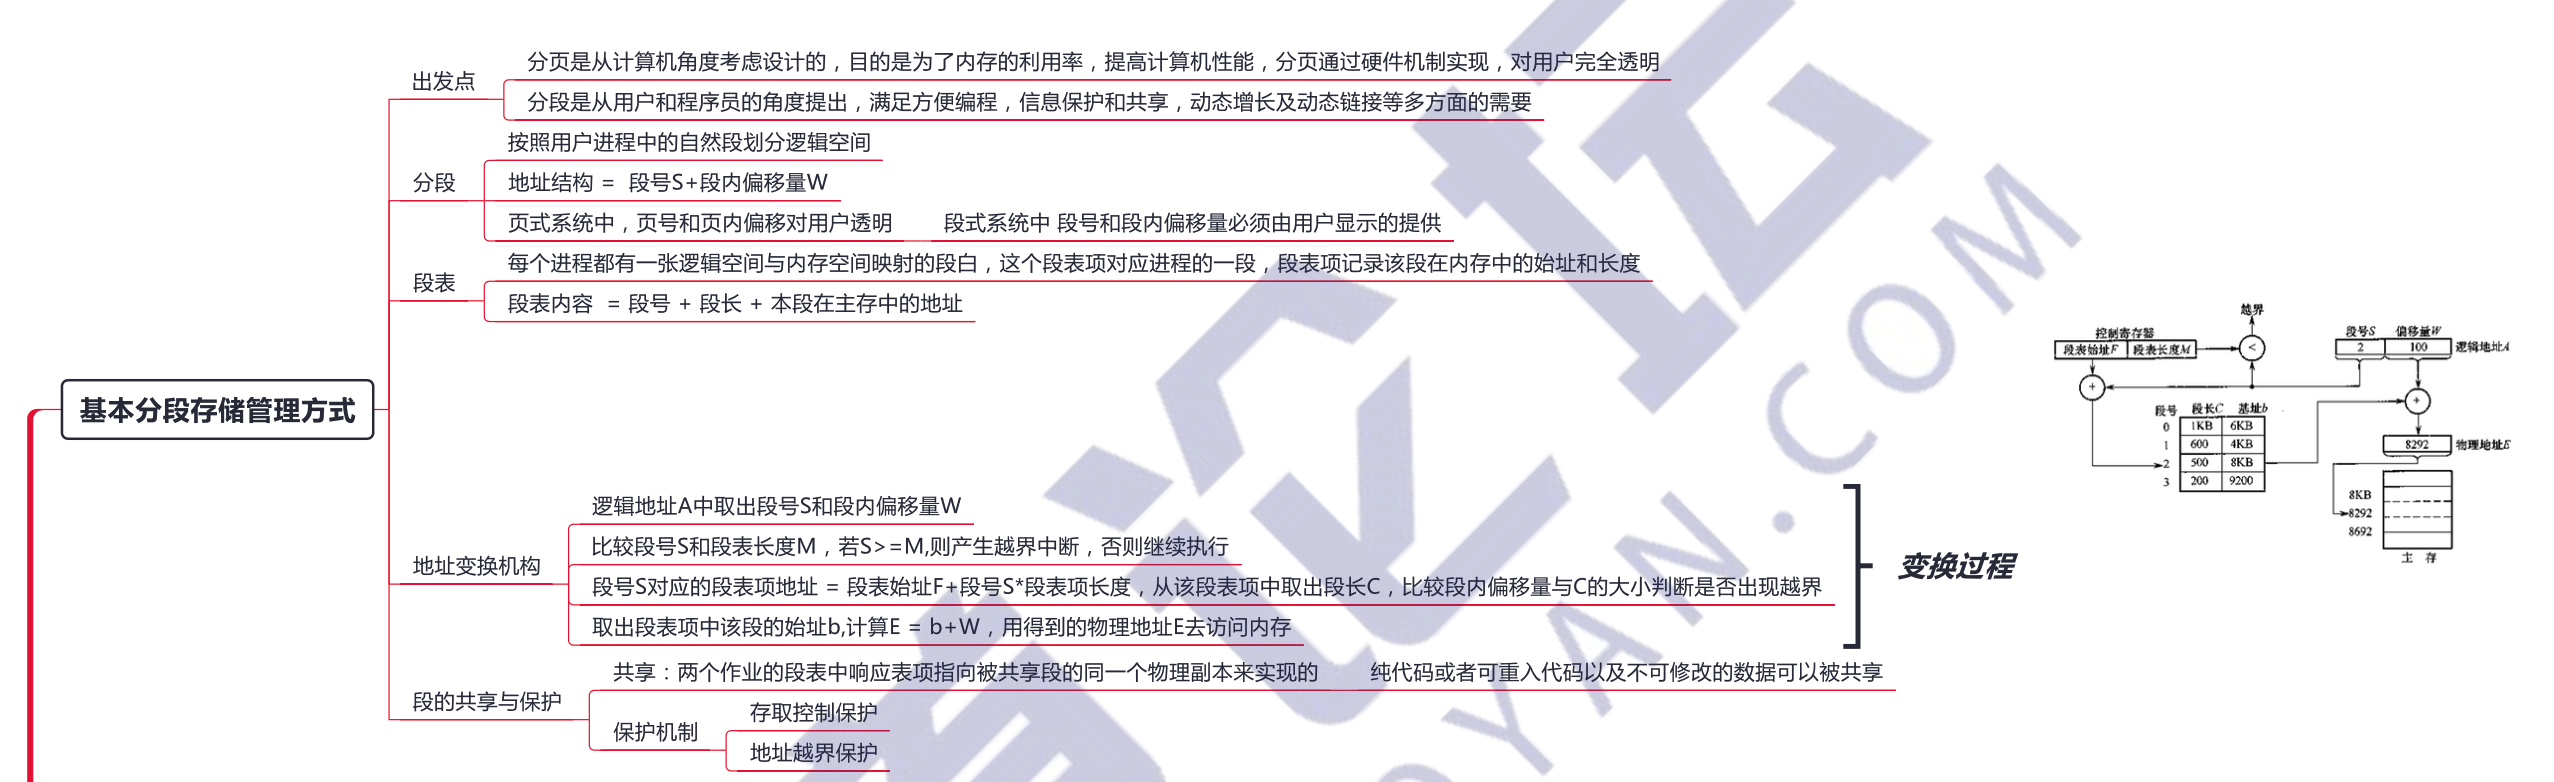 出发点
分页是从计算机角度考虑设计的，目的是为了内存的利用率，提高计算机性能，分页通过硬件机制实现，对用户完全透明
分段是从用户和程序员的角度提出，满足方便编程，信息保护和共享，动态增长及动态链接等多方面的需要
分段
按照用户进程中的自然段划分逻辑空间
地址结构 = 段号S+段内偏移量W
页式系统中，页号和页内偏移对用户透明
段式系统中 段号和段内偏移量必须由用户显示的提供
段表
每个进程都有一张逻辑空间与内存空间映射的段白，这个段表项对应进程的一段，段表项记录该段在内存中的始址和长度
段表内容 = 段号 + 段长 + 本段在主存中的地址
基本分段存储管理方式
地址变换机构
逻辑地址A中取出段号S和段内偏移量W
比较段号S和段表长度M，若S>=M,则产生越界中断，否则继续执行
段号S对应的段表项地址 = 段表始址F+段号S*段表项长度，从该段表项中取出段长C，比较段内偏移量与C的大小判断是否出现越界
取出段表项中该段的始址b,计算E = b+W，用得到的物理地址E去访问内存
变换过程
越界
控制寄存器
段表始址F 段表长度M
<
段号S 偏移量W
2 100 逻辑地址A
+
+
段号 段长C 基址b
0 1KB 6KB
1 600 4KB
2 500 8KB
3 200 9200
8292 物理地址E
8KB
8292
8692
主 存
段的共享与保护
共享：两个作业的段表中响应表项指向被共享段的同一个物理副本来实现的
纯代码或者可重入代码以及不可修改的数据可以被共享
保护机制
存取控制保护
地址越界保护
论坛
OYAN.COM